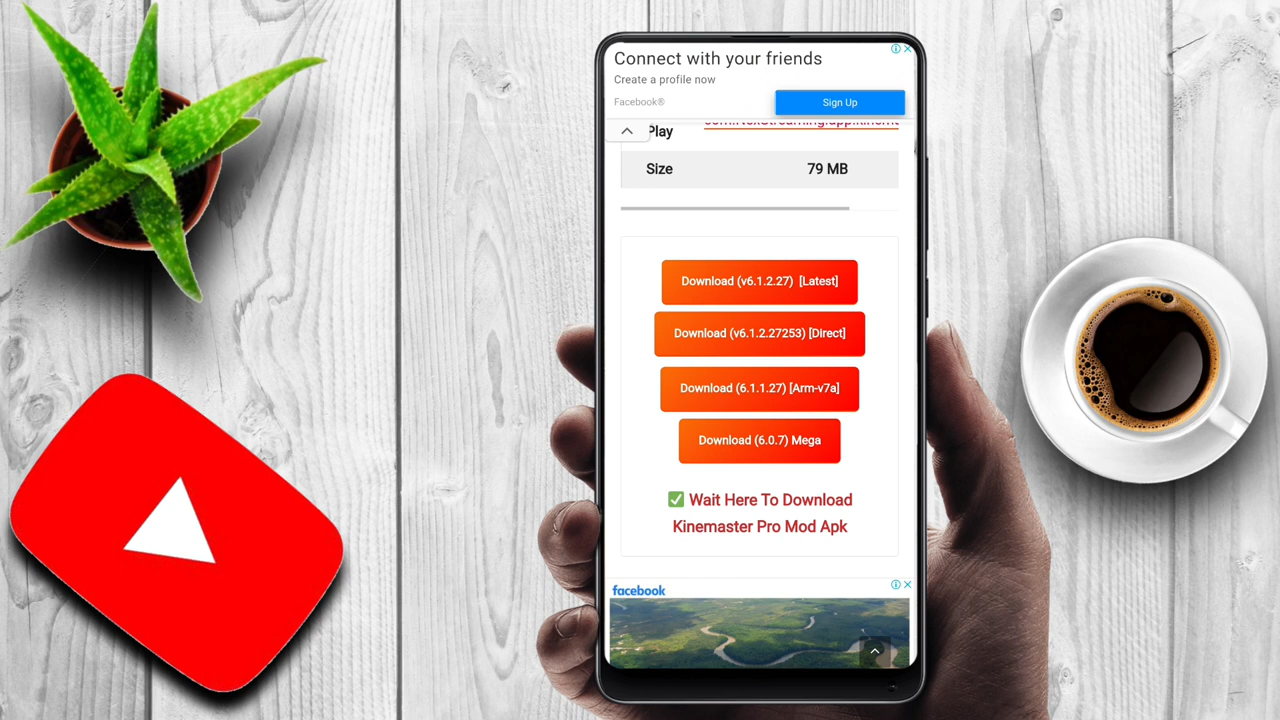 Connect with your friends
Create a profile now
Facebook®
Sign Up
Play
Size 79 MB
Download (v6.1.2.27) [Latest]
Download (v6.1.2.27253) [Direct]
Download (6.1.1.27) [Arm-v7a]
Download (6.0.7) Mega
✅ Wait Here To Download
Kinemaster Pro Mod Apk
facebook